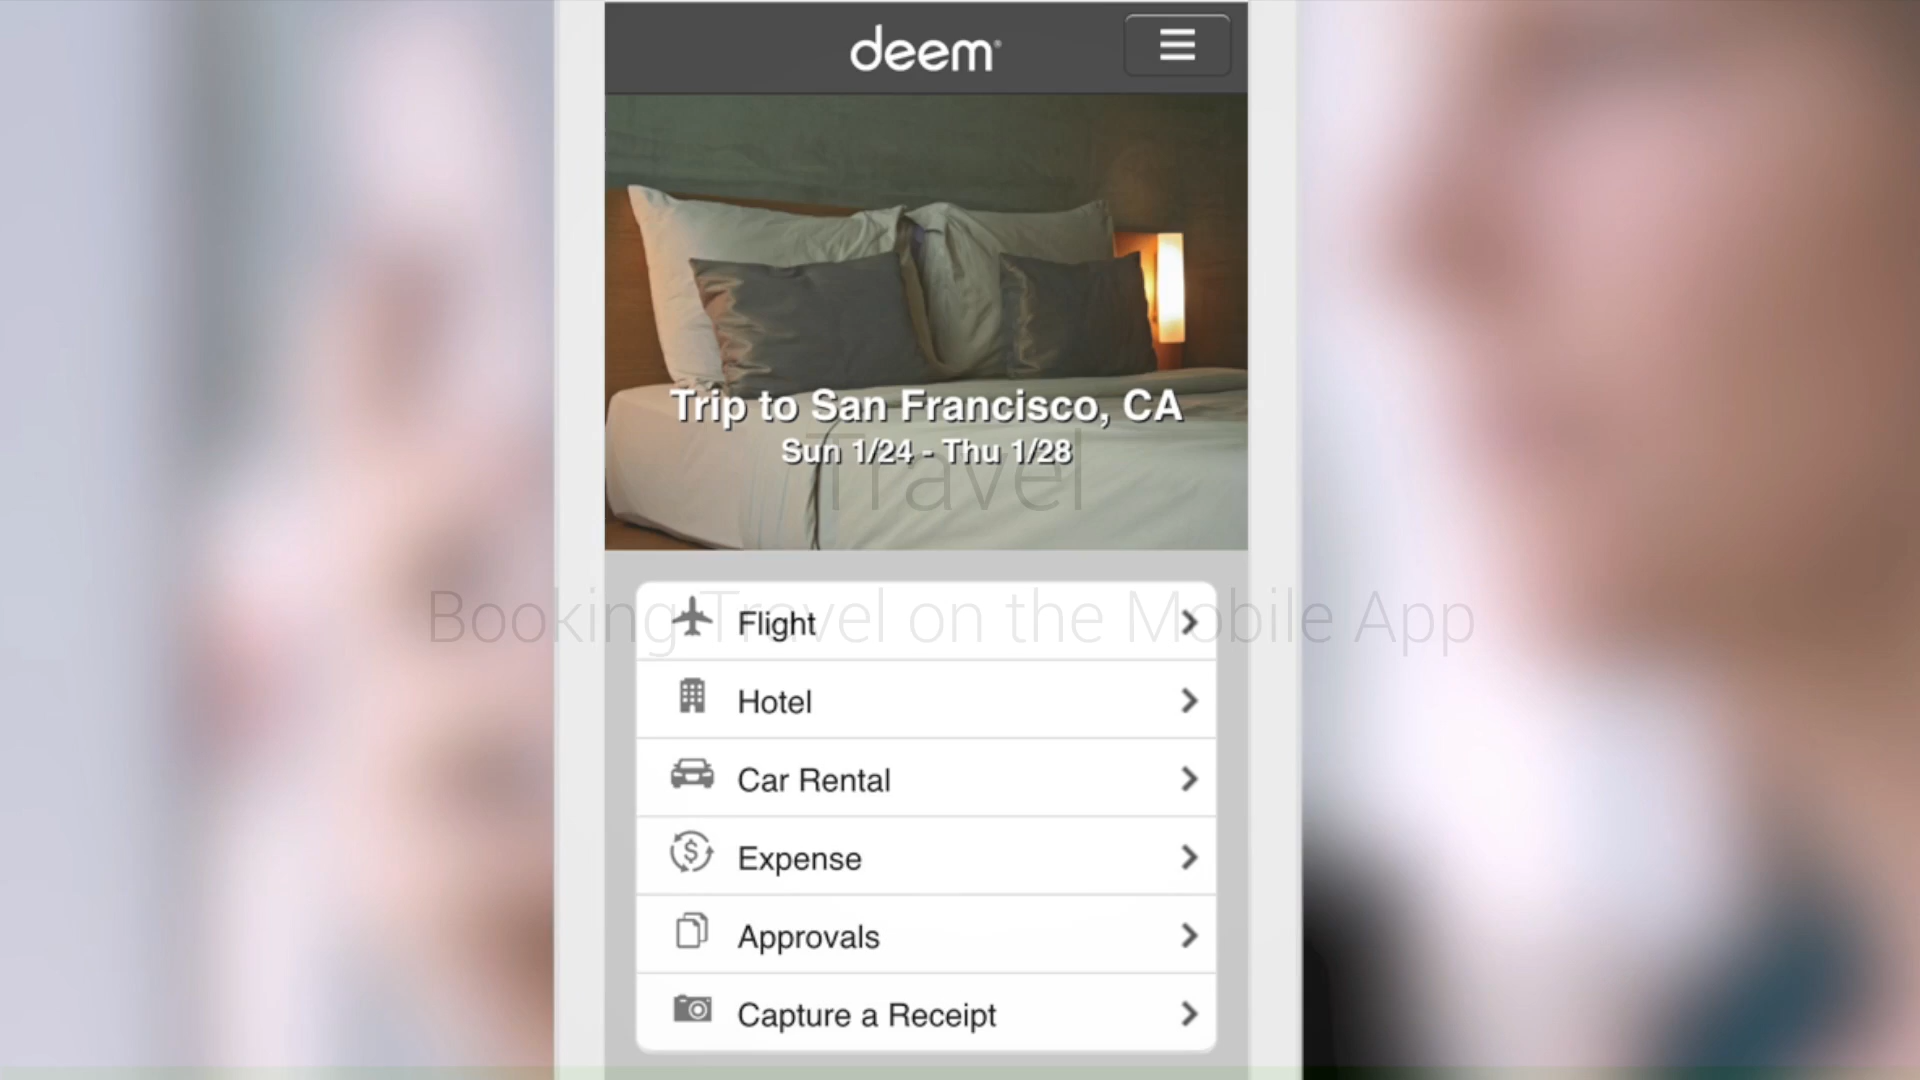 deem®
Trip to San Francisco, CA
Sun 1/24 - Thu 1/28
Travel
Booking Travel on the Mobile App
Flight
Hotel
Car Rental
Expense
Approvals
Capture a Receipt